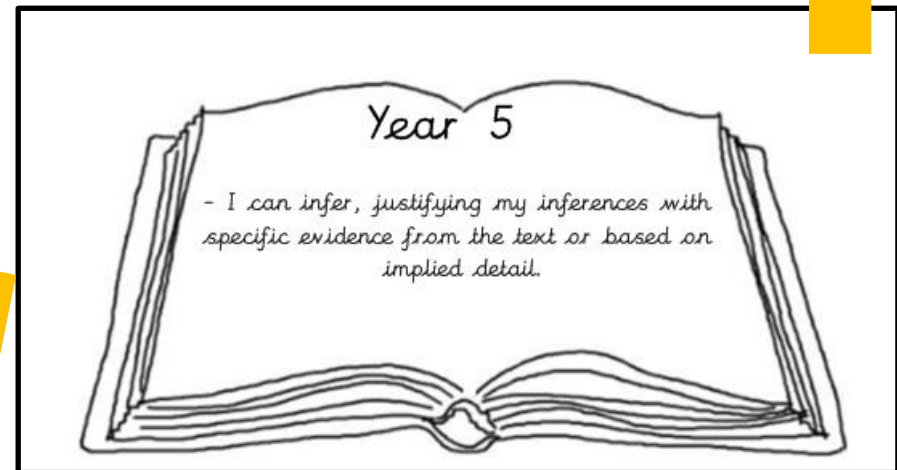 Year 5
- I can infer, justifying my inferences with
specific evidence from the text or based on
implied detail.